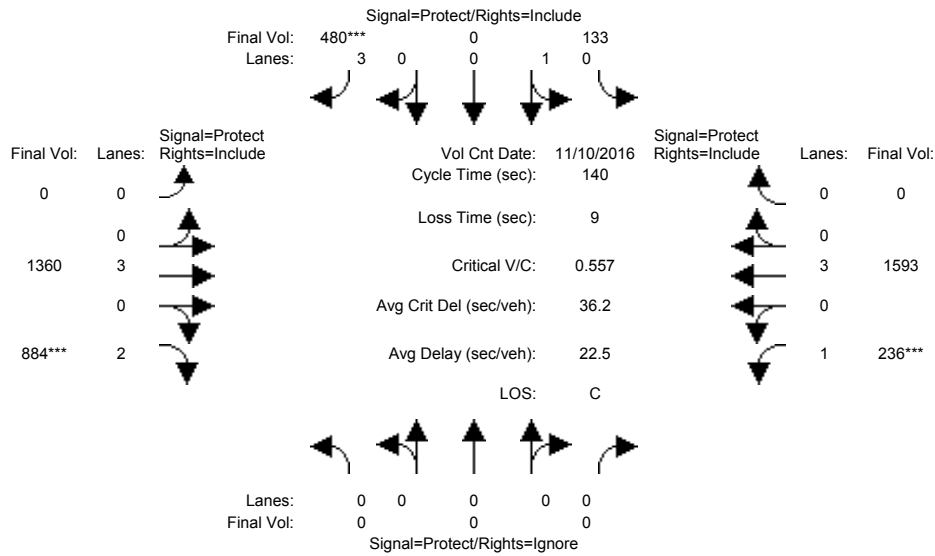 Signal=Protect/Rights=Include
Final Vol: 480*** 0 133
Lanes: 3 0 0 1 0
Signal=Protect
Final Vol: Lanes: Rights=Include
Vol Cnt Date: 11/10/2016
Signal=Protect
Rights=Include Lanes: Final Vol:
Cycle Time (sec): 140
0 0
0 0
Loss Time (sec): 9
0
0
1360 3
Critical V/C: 0.557
3 1593
0
Avg Crit Del (sec/veh): 36.2
0
884*** 2
Avg Delay (sec/veh): 22.5
1 236***
LOS: C
Lanes: 0 0 0 0 0
Final Vol: 0 0 0
Signal=Protect/Rights=Ignore